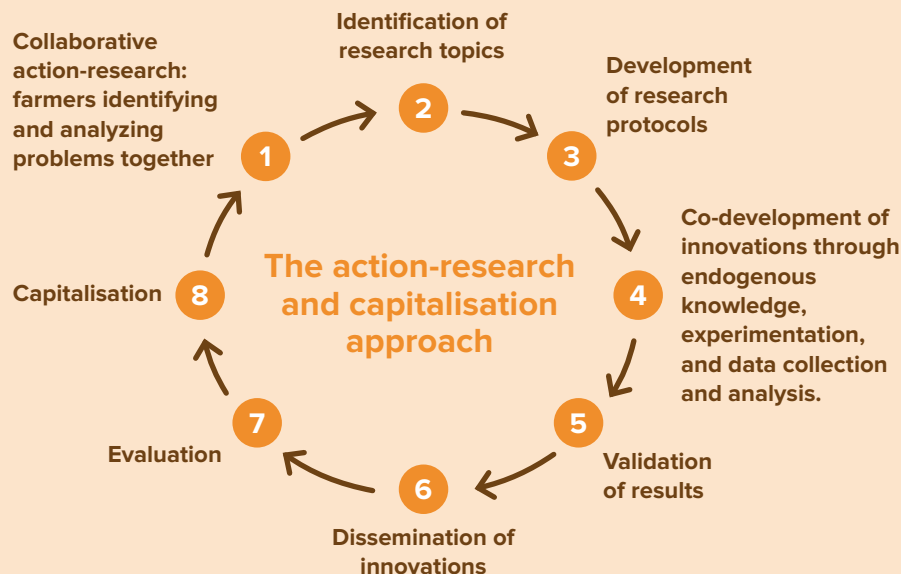 Collaborative
action-research:
farmers identifying
and analyzing
problems together
1
Identification of
research topics
2
Development
of research
protocols
3
Co-development of
innovations through
endogenous
knowledge,
experimentation,
and data collection
and analysis.
4
Validation
of results
5
Dissemination of
innovations
6
Evaluation
7
Capitalisation
8
The action-research
and capitalisation
approach